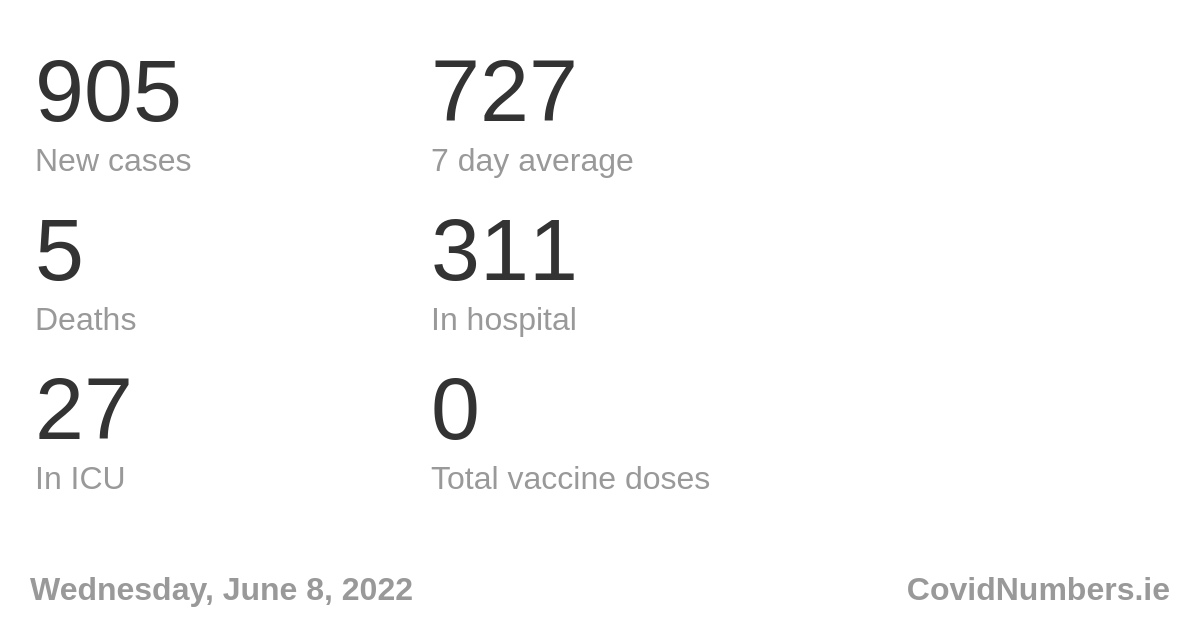 905 727
New cases 7 day average
5 311
Deaths In hospital
27 0
In ICU Total vaccine doses
Wednesday, June 8, 2022 CovidNumbers.ie